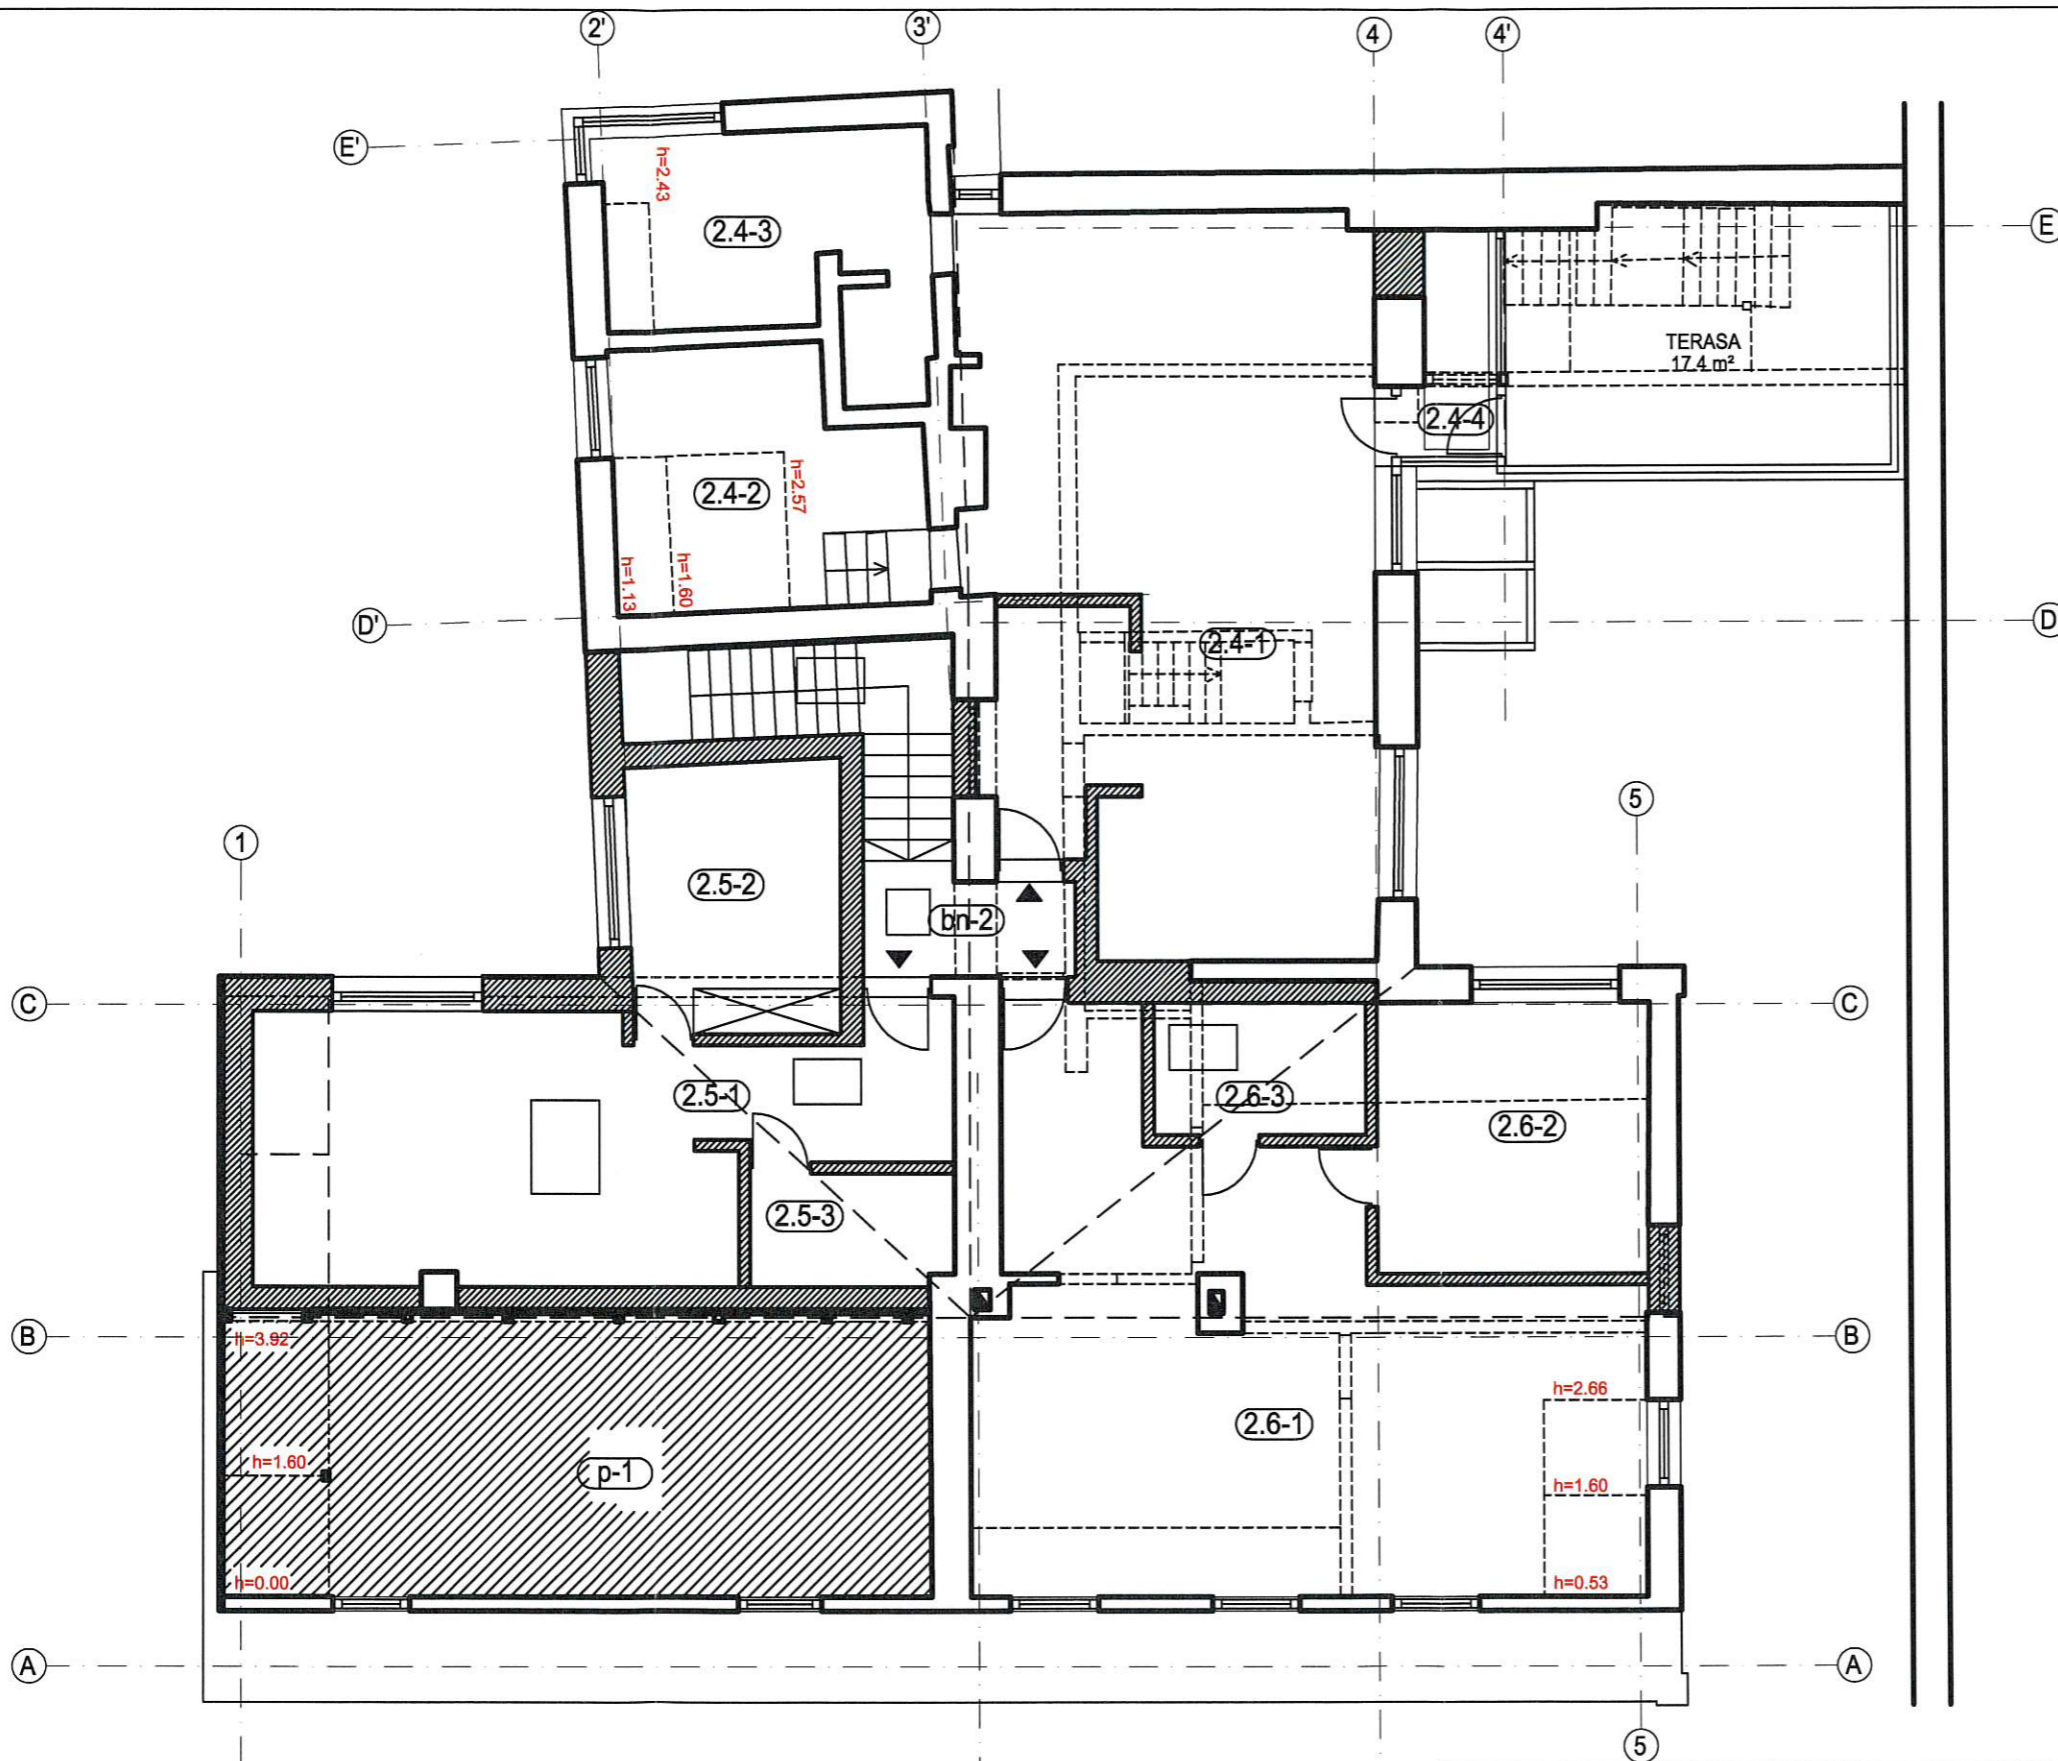 2'
3'
4
4'
E'
h=2.43
2.4-3
E
TERASA
17.4 m²
2.4-4
2.4-2
h=2.57
h=1.13
h=1.60
D'
D
2.4-1
5
1
2.5-2
bn-2
C
C
2.5-1
2.6-3
2.6-2
2.5-3
B
h=3.92
B
h=2.66
2.6-1
h=1.60
p-1
h=1.60
h=0.00
h=0.53
A
A
5